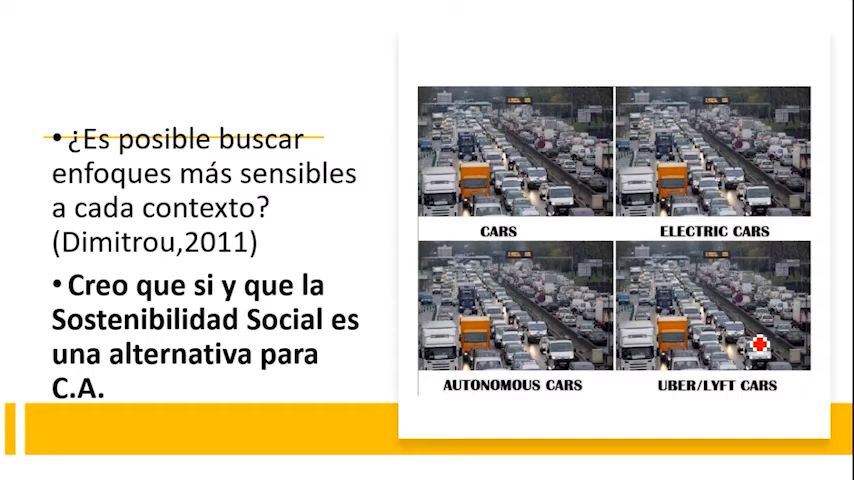 • ¿Es posible buscar
enfoques más sensibles
a cada contexto?
(Dimitrou,2011)
• Creo que si y que la
Sostenibilidad Social es
una alternativa para
C.A.
CARS
ELECTRIC CARS
AUTONOMOUS CARS
UBER/LYFT CARS